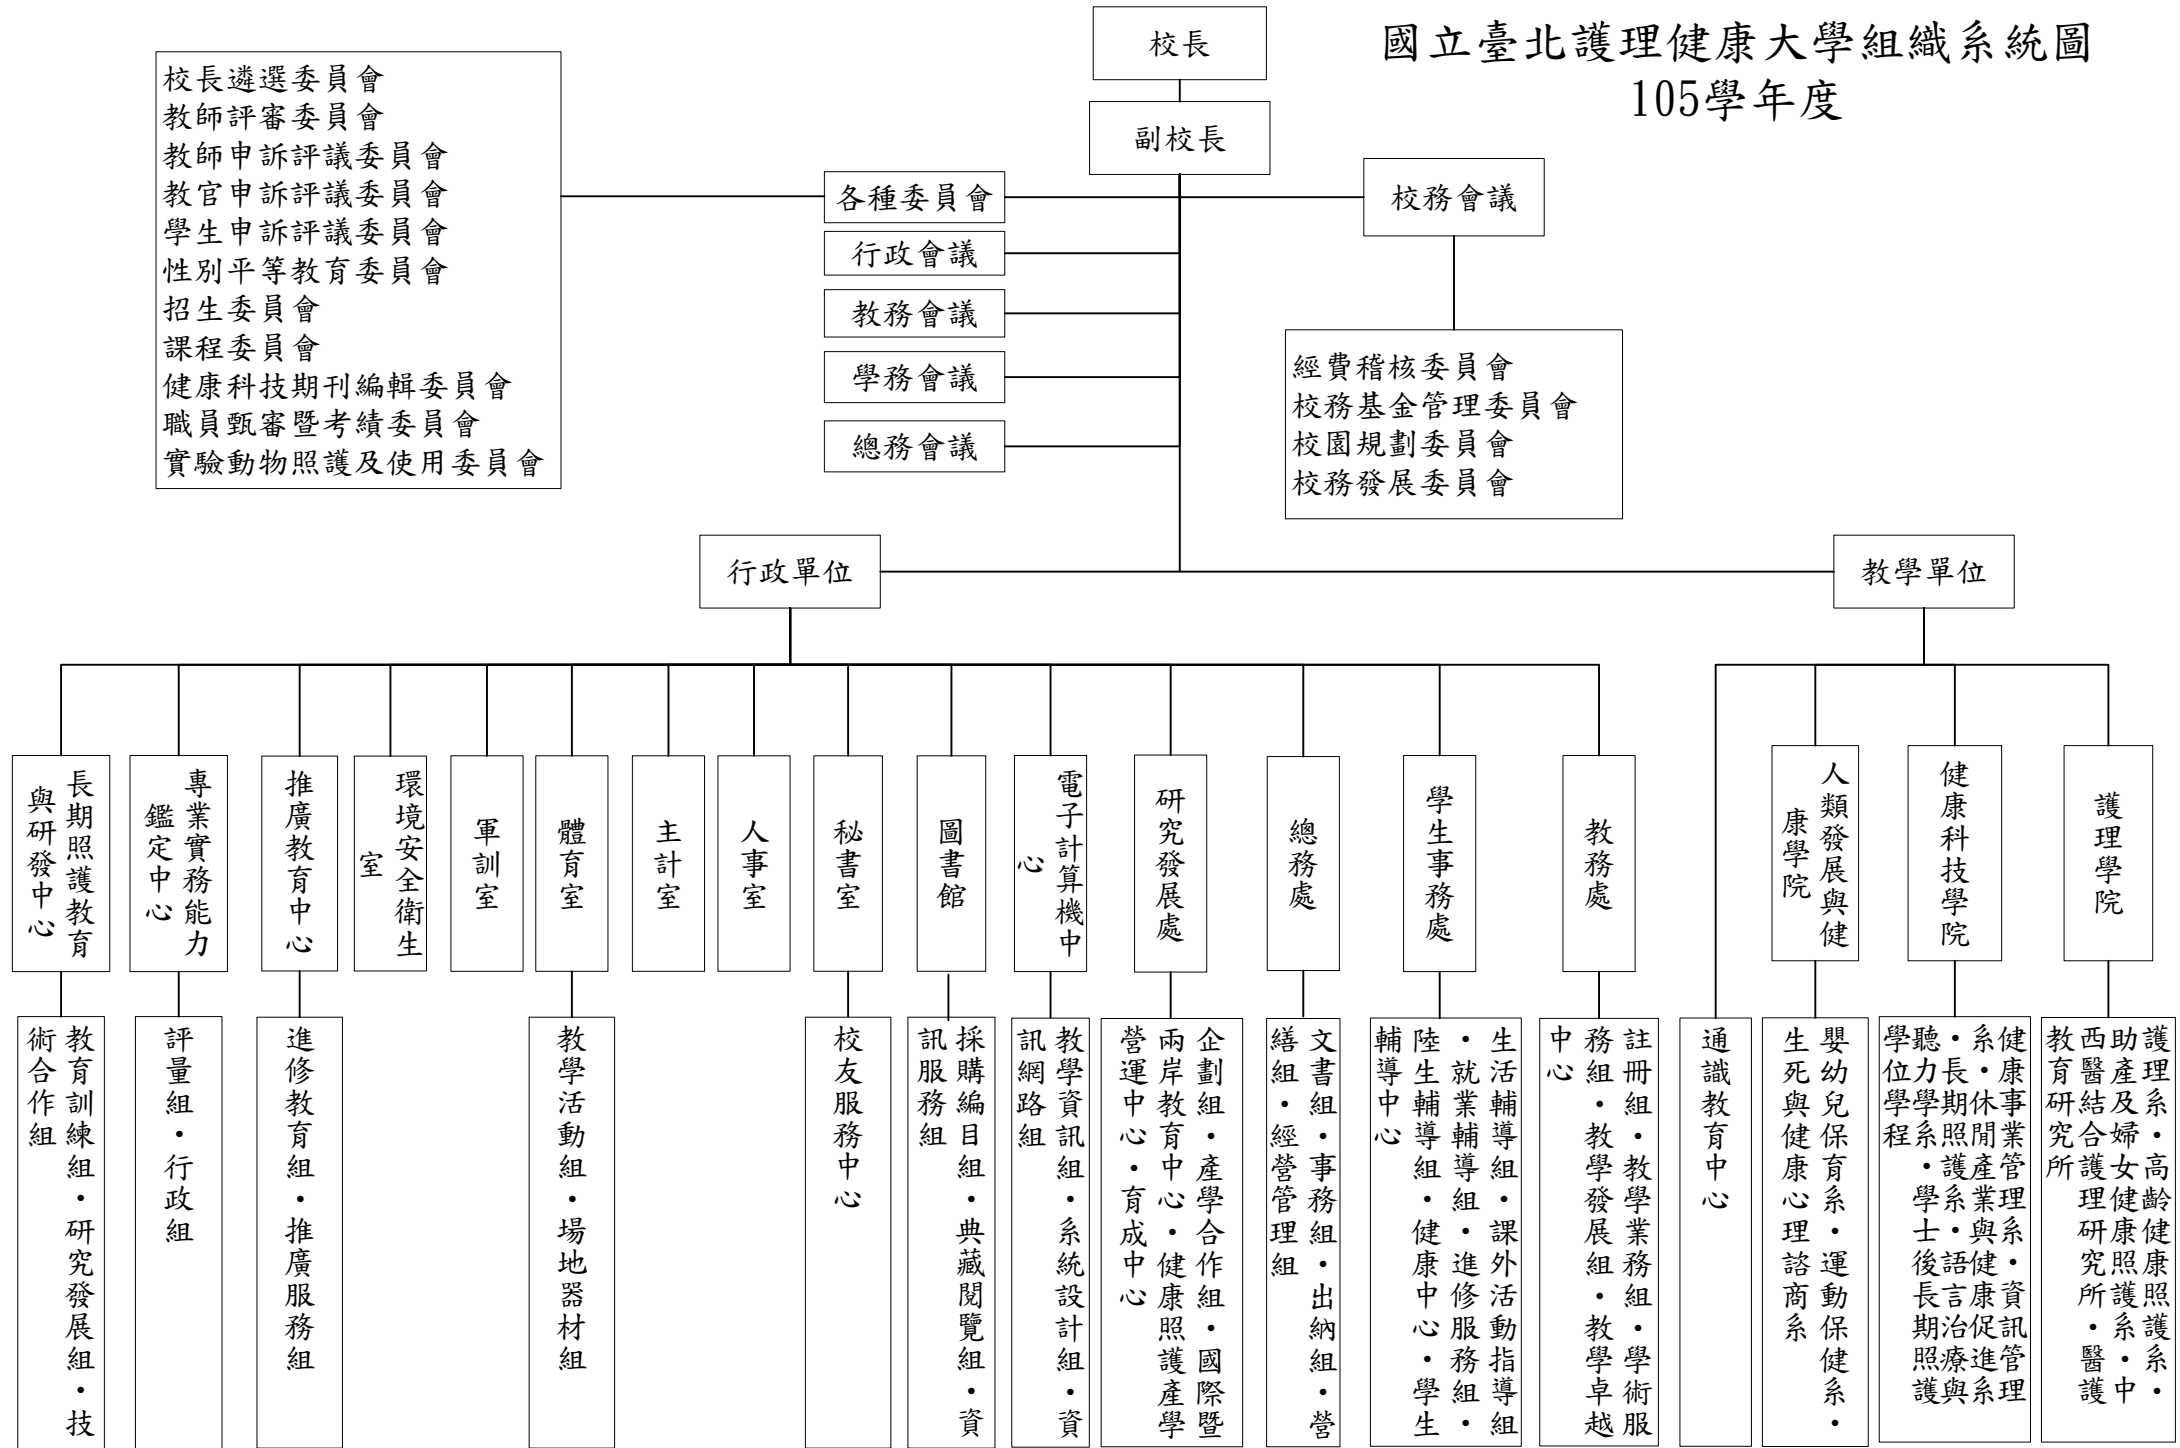 國立臺北護理健康大學組織系統圖
105學年度
校長
副校長
校長遴選委員會
教師評審委員會
教師申訴評議委員會
教官申訴評議委員會
學生申訴評議委員會
性別平等教育委員會
招生委員會
課程委員會
健康科技期刊編輯委員會
職員甄審暨考績委員會
實驗動物照護及使用委員會
各種委員會
行政會議
教務會議
學務會議
總務會議
校務會議
經費稽核委員會
校務基金管理委員會
校園規劃委員會
校務發展委員會
行政單位
教學單位
長期照護教育
與研發中心
專業實務能力
鑑定中心
推廣教育中心
環境安全衛生
室
軍訓室
體育室
主計室
人事室
秘書室
圖書館
電子計算機中
心
研究發展處
總務處
學生事務處
教務處
人類發展與健
康學院
健康科技學院
護理學院
教育訓練組・研究發展組・技
術合作組
評量組・行政組
進修教育組・推廣服務組
教學活動組・場地器材組
校友服務中心
採購編目組・典藏閱覽組・資
訊服務組
教學資訊組・系統設計組・資
訊網路組
企劃組・產學合作組・國際暨
兩岸教育中心・健康照護產學
營運中心・育成中心
文書組・事務組・出納組・營
繕組・經營管理組
生活輔導組・課外活動指導組
・就業輔導組・進修服務組・
陸生輔導組・健康中心・學生
輔導中心
註冊組・教學業務組・學術服
務組・教學發展組・教學卓越
中心
通識教育中心
嬰幼兒保育系・運動保健系・
生死與健康心理諮商系
健康事業管理系・資訊管理
系・休閒產業與健康促進系
・長期照護系・語言治療與
聽力學系・學士後長期照護
學位學程
護理系・高齡健康照護系・
助產及婦女健康照護系・中
西醫結合護理研究所・醫護
教育研究所